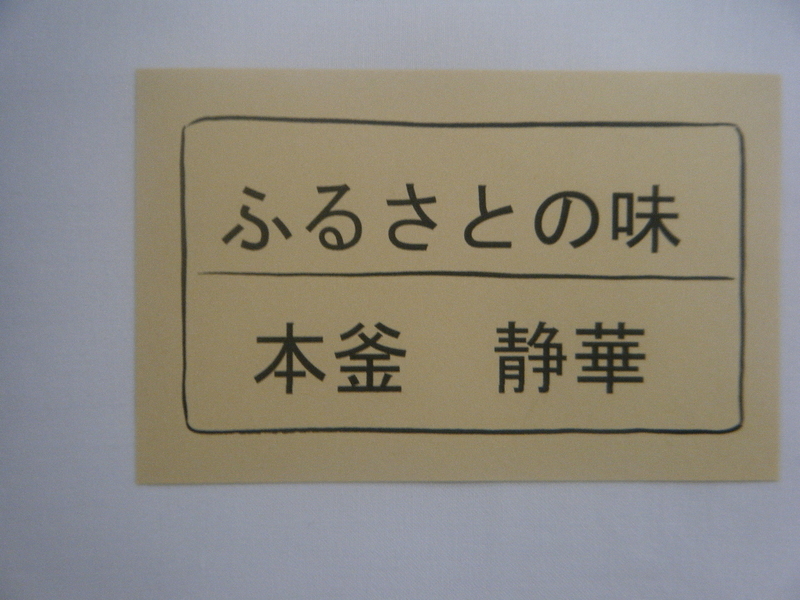 ふるさとの味
本釜　静華